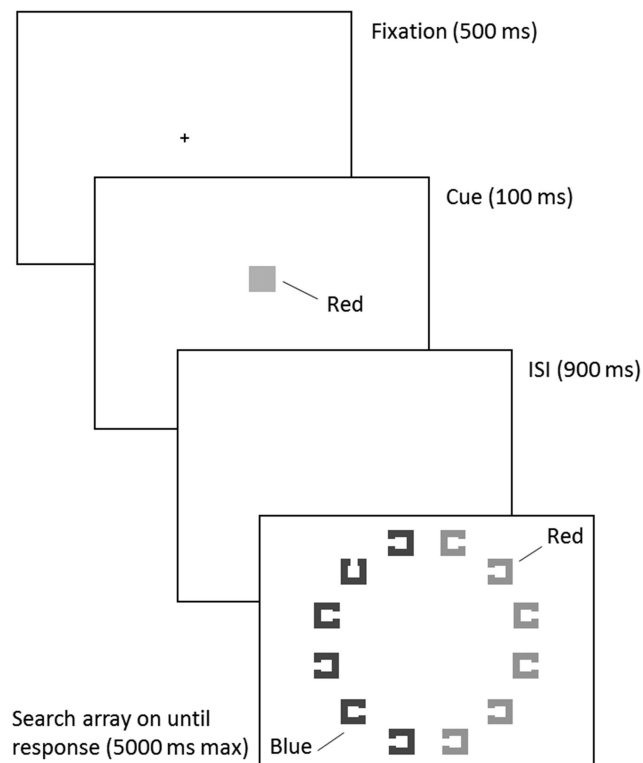 Fixation (500 ms)
Cue (100 ms)
Red
ISI (900 ms)
Red
Search array on until
response (5000 ms max)
Blue